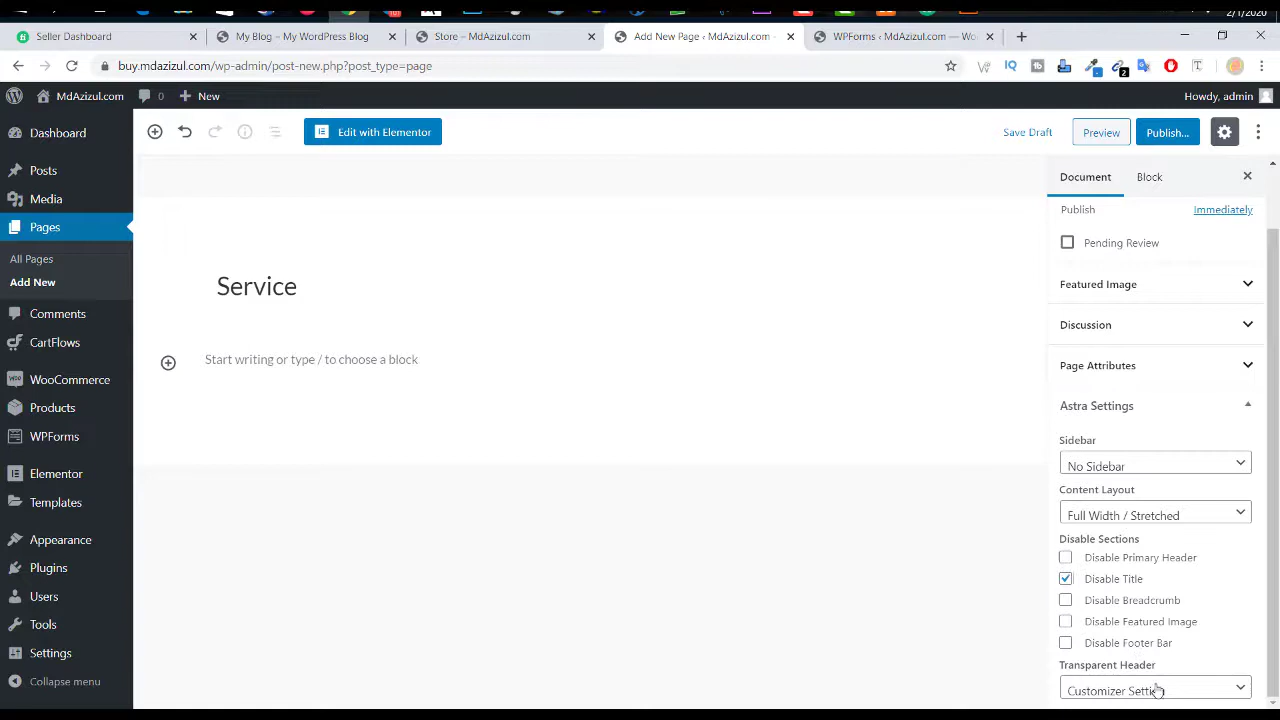 2/1/2020
Seller Dashboard
My Blog – My WordPress Blog
Store – MdAzizul.com
Add New Page ‹ MdAzizul.com -
WPForms ‹ MdAzizul.com — Wo
buy.mdazizul.com/wp-admin/post-new.php?post_type=page
MdAzizul.com
0
New
Howdy, admin
Dashboard
Posts
Media
Pages
All Pages
Add New
Comments
CartFlows
WooCommerce
Products
WPForms
Elementor
Templates
Appearance
Plugins
Users
Tools
Settings
Collapse menu
Edit with Elementor
Save Draft
Preview
Publish...
Service
Start writing or type / to choose a block
Document
Block
Publish
Immediately
Pending Review
Featured Image
Discussion
Page Attributes
Astra Settings
Sidebar
No Sidebar
Content Layout
Full Width / Stretched
Disable Sections
Disable Primary Header
Disable Title
Disable Breadcrumb
Disable Featured Image
Disable Footer Bar
Transparent Header
Customizer Setting